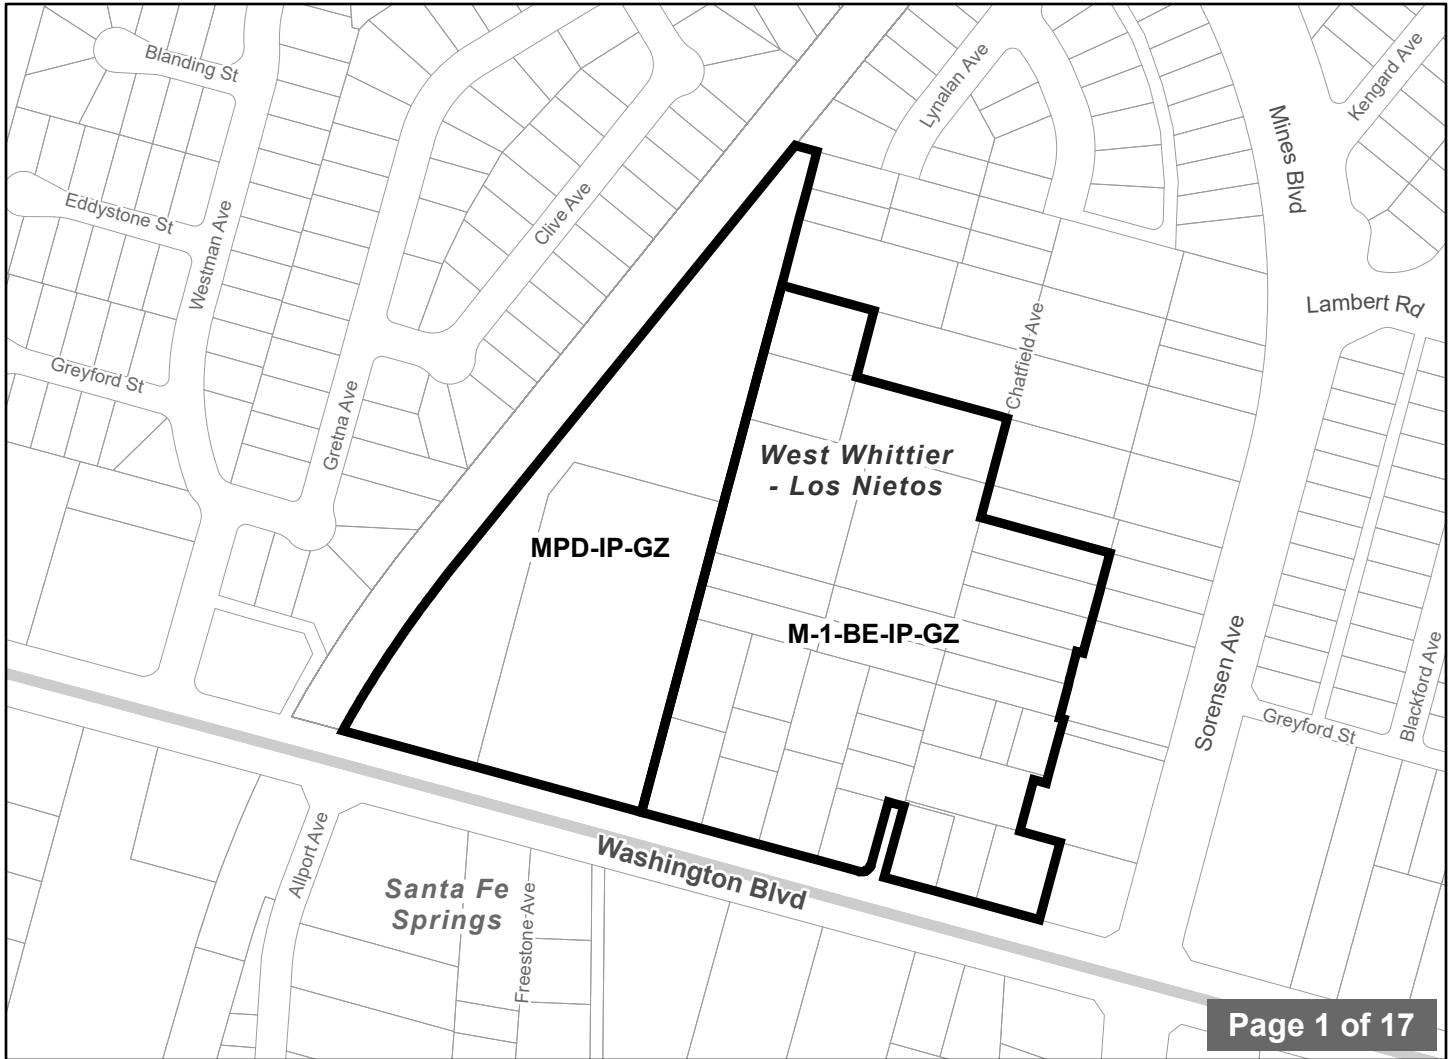 Blanding St
Lynalan Ave
Kengard Ave
Mines Blvd
Eddystone St
Westman Ave
Clive Ave
Lambert Rd
Chatfield Ave
Greyford St
Gretna Ave
West Whittier
- Los Nietos
MPD-IP-GZ
M-1-BE-IP-GZ
Sorensen Ave
Blackford Ave
Greyford St
Allport Ave
Washington Blvd
Santa Fe
Springs
Freestone Ave
Page 1 of 17